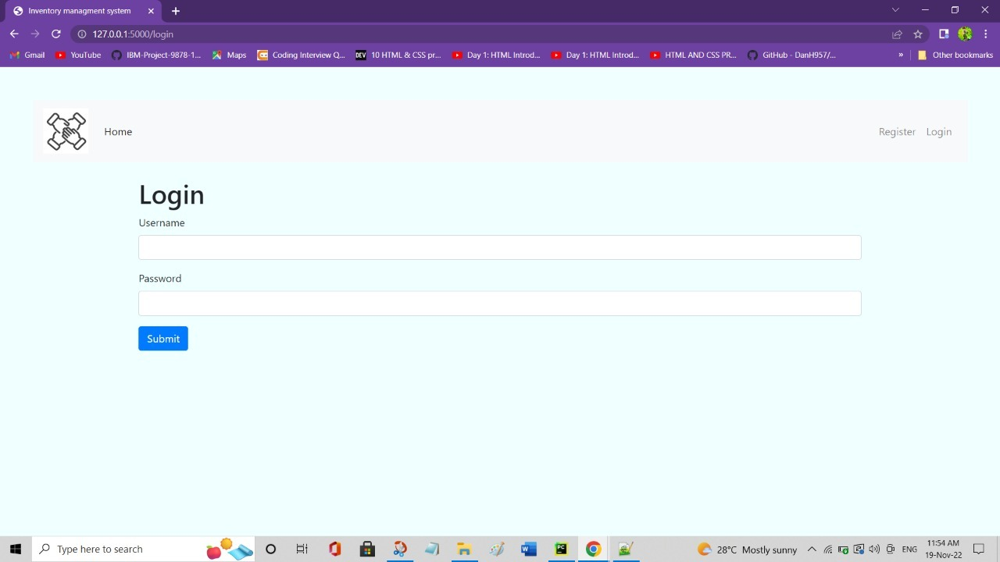 Inventory managment system
127.0.0.1:5000/login
Gmail YouTube IBM-Project-9878-1... Maps Coding Interview Q... DEV 10 HTML & CSS pr... Day 1: HTML Introd... Day 1: HTML Introd... HTML AND CSS PR... GitHub - DanH957/... » Other bookmarks
Home Register Login
Login
Username
Password
Submit
Type here to search 28°C Mostly sunny ENG 11:54 AM
19-Nov-22